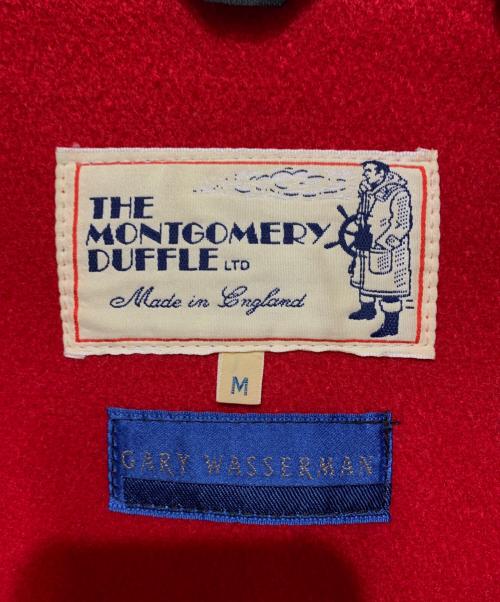 THE
MONTGOMERY
DUFFLE LTD
Made in England
M
GARY WASSERMAN